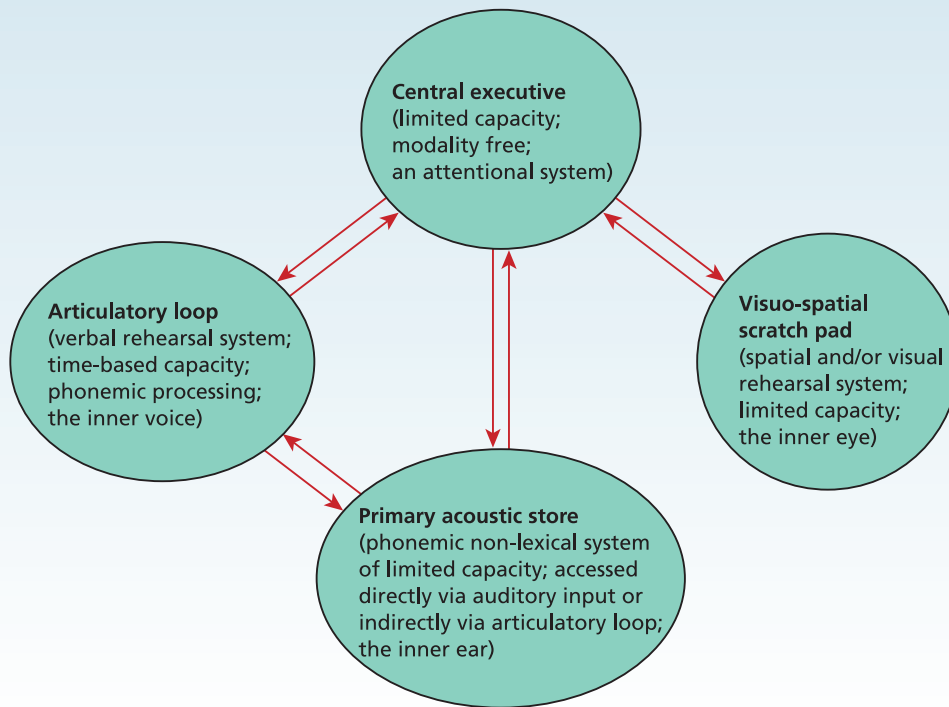 Central executive
(limited capacity;
modality free;
an attentional system)
Articulatory loop
(verbal rehearsal system;
time-based capacity;
phonemic processing;
the inner voice)
Visuo-spatial
scratch pad
(spatial and/or visual
rehearsal system;
limited capacity;
the inner eye)
Primary acoustic store
(phonemic non-lexical system
of limited capacity; accessed
directly via auditory input or
indirectly via articulatory loop;
the inner ear)